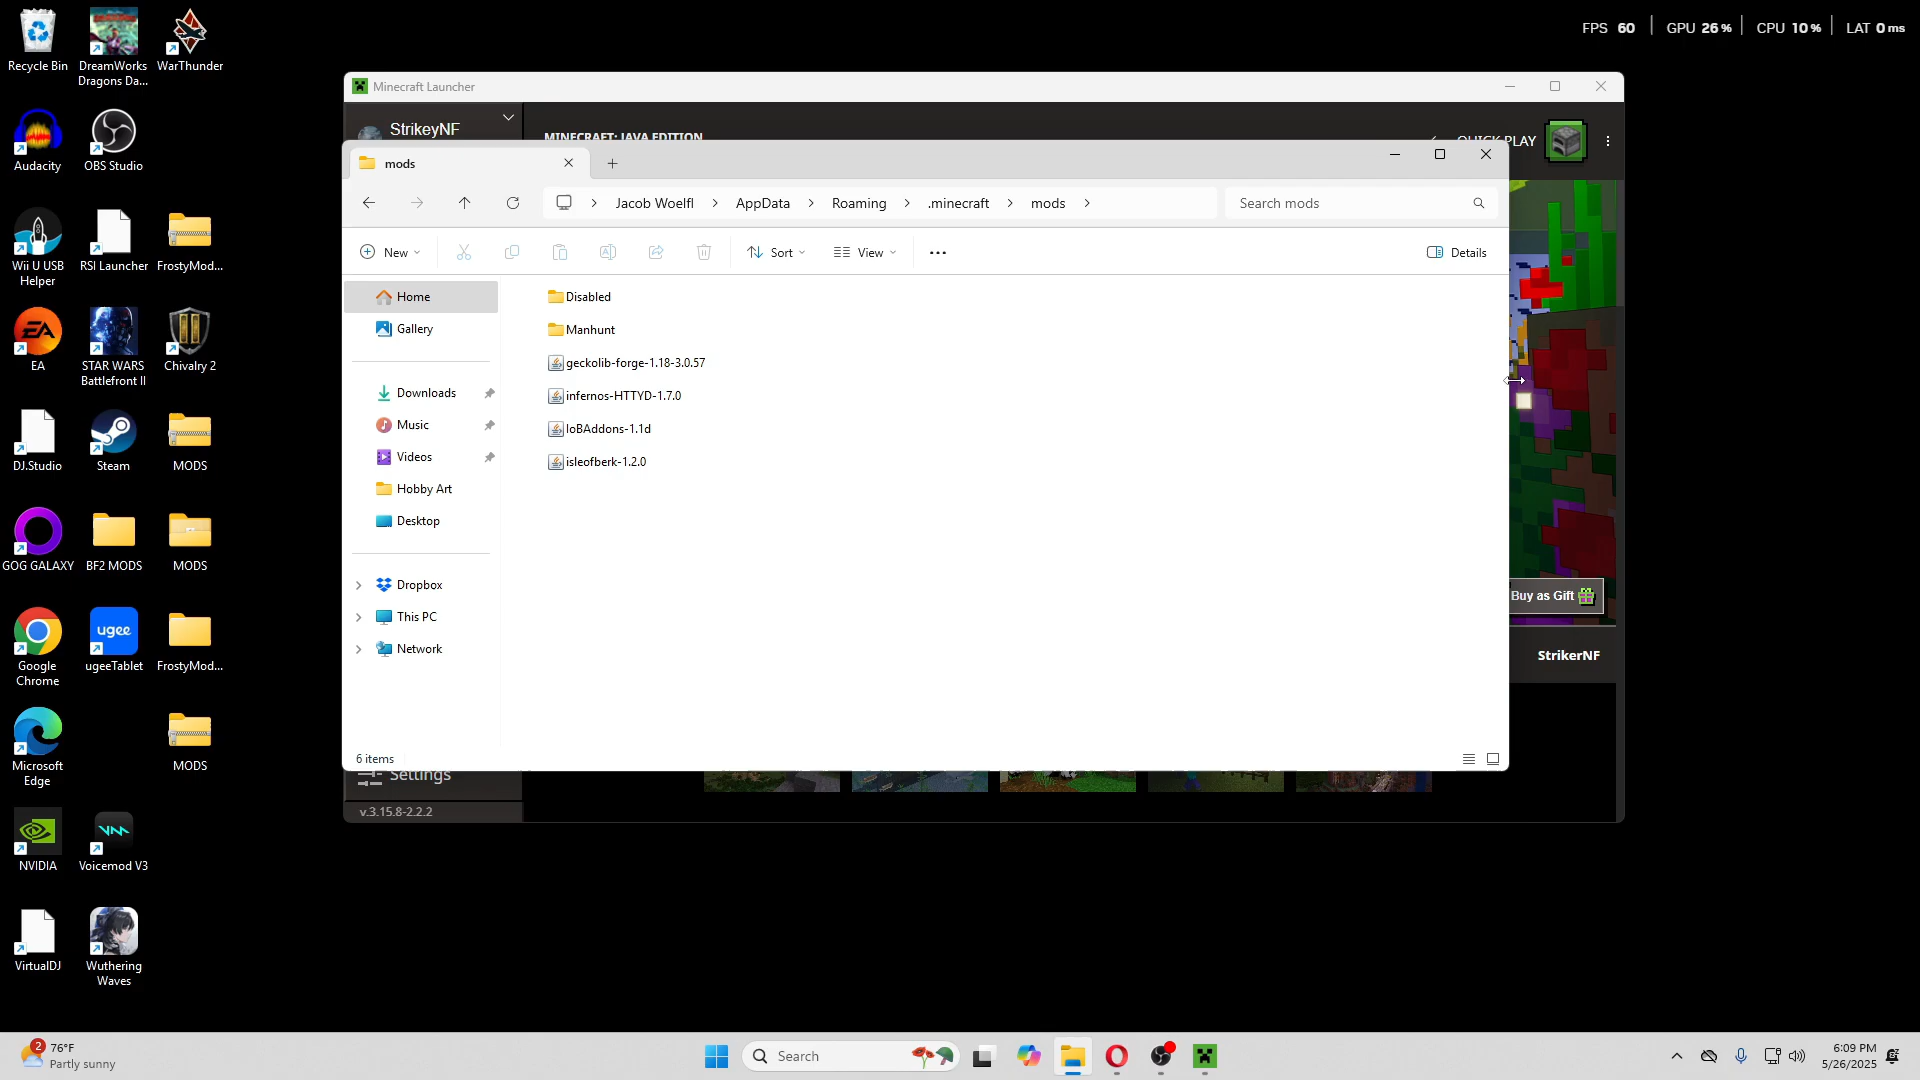 Recycle Bin
DreamWorks
Dragons Da...
WarThunder
Audacity
OBS Studio
Wii U USB
Helper
RSI Launcher
FrostyMod...
EA
STAR WARS
Battlefront II
Chivalry 2
DJ.Studio
Steam
MODS
GOG GALAXY
BF2 MODS
MODS
Google
Chrome
ugee
ugeeTablet
FrostyMod...
Microsoft
Edge
MODS
NVIDIA
Voicemod V3
VirtualDJ
Wuthering
Waves
FPS 60 GPU 26% CPU 10% LAT 0 ms
Minecraft Launcher
StrikeyNF
MINECRAFT: JAVA EDITION
QUICK PLAY
mods
Jacob Woelfl > AppData > Roaming > .minecraft > mods >
Search mods
New
Sort
View
Details
Home
Gallery
Downloads
Music
Videos
Hobby Art
Desktop
Dropbox
This PC
Network
Disabled
Manhunt
geckolib-forge-1.18-3.0.57
infernos-HTTYD-1.7.0
IoBAddons-1.1d
isleofberk-1.2.0
6 items
Buy as Gift
StrikerNF
Settings
v.3.15.8-2.2.2
2
76°F
Partly sunny
Search
6:09 PM
5/26/2025